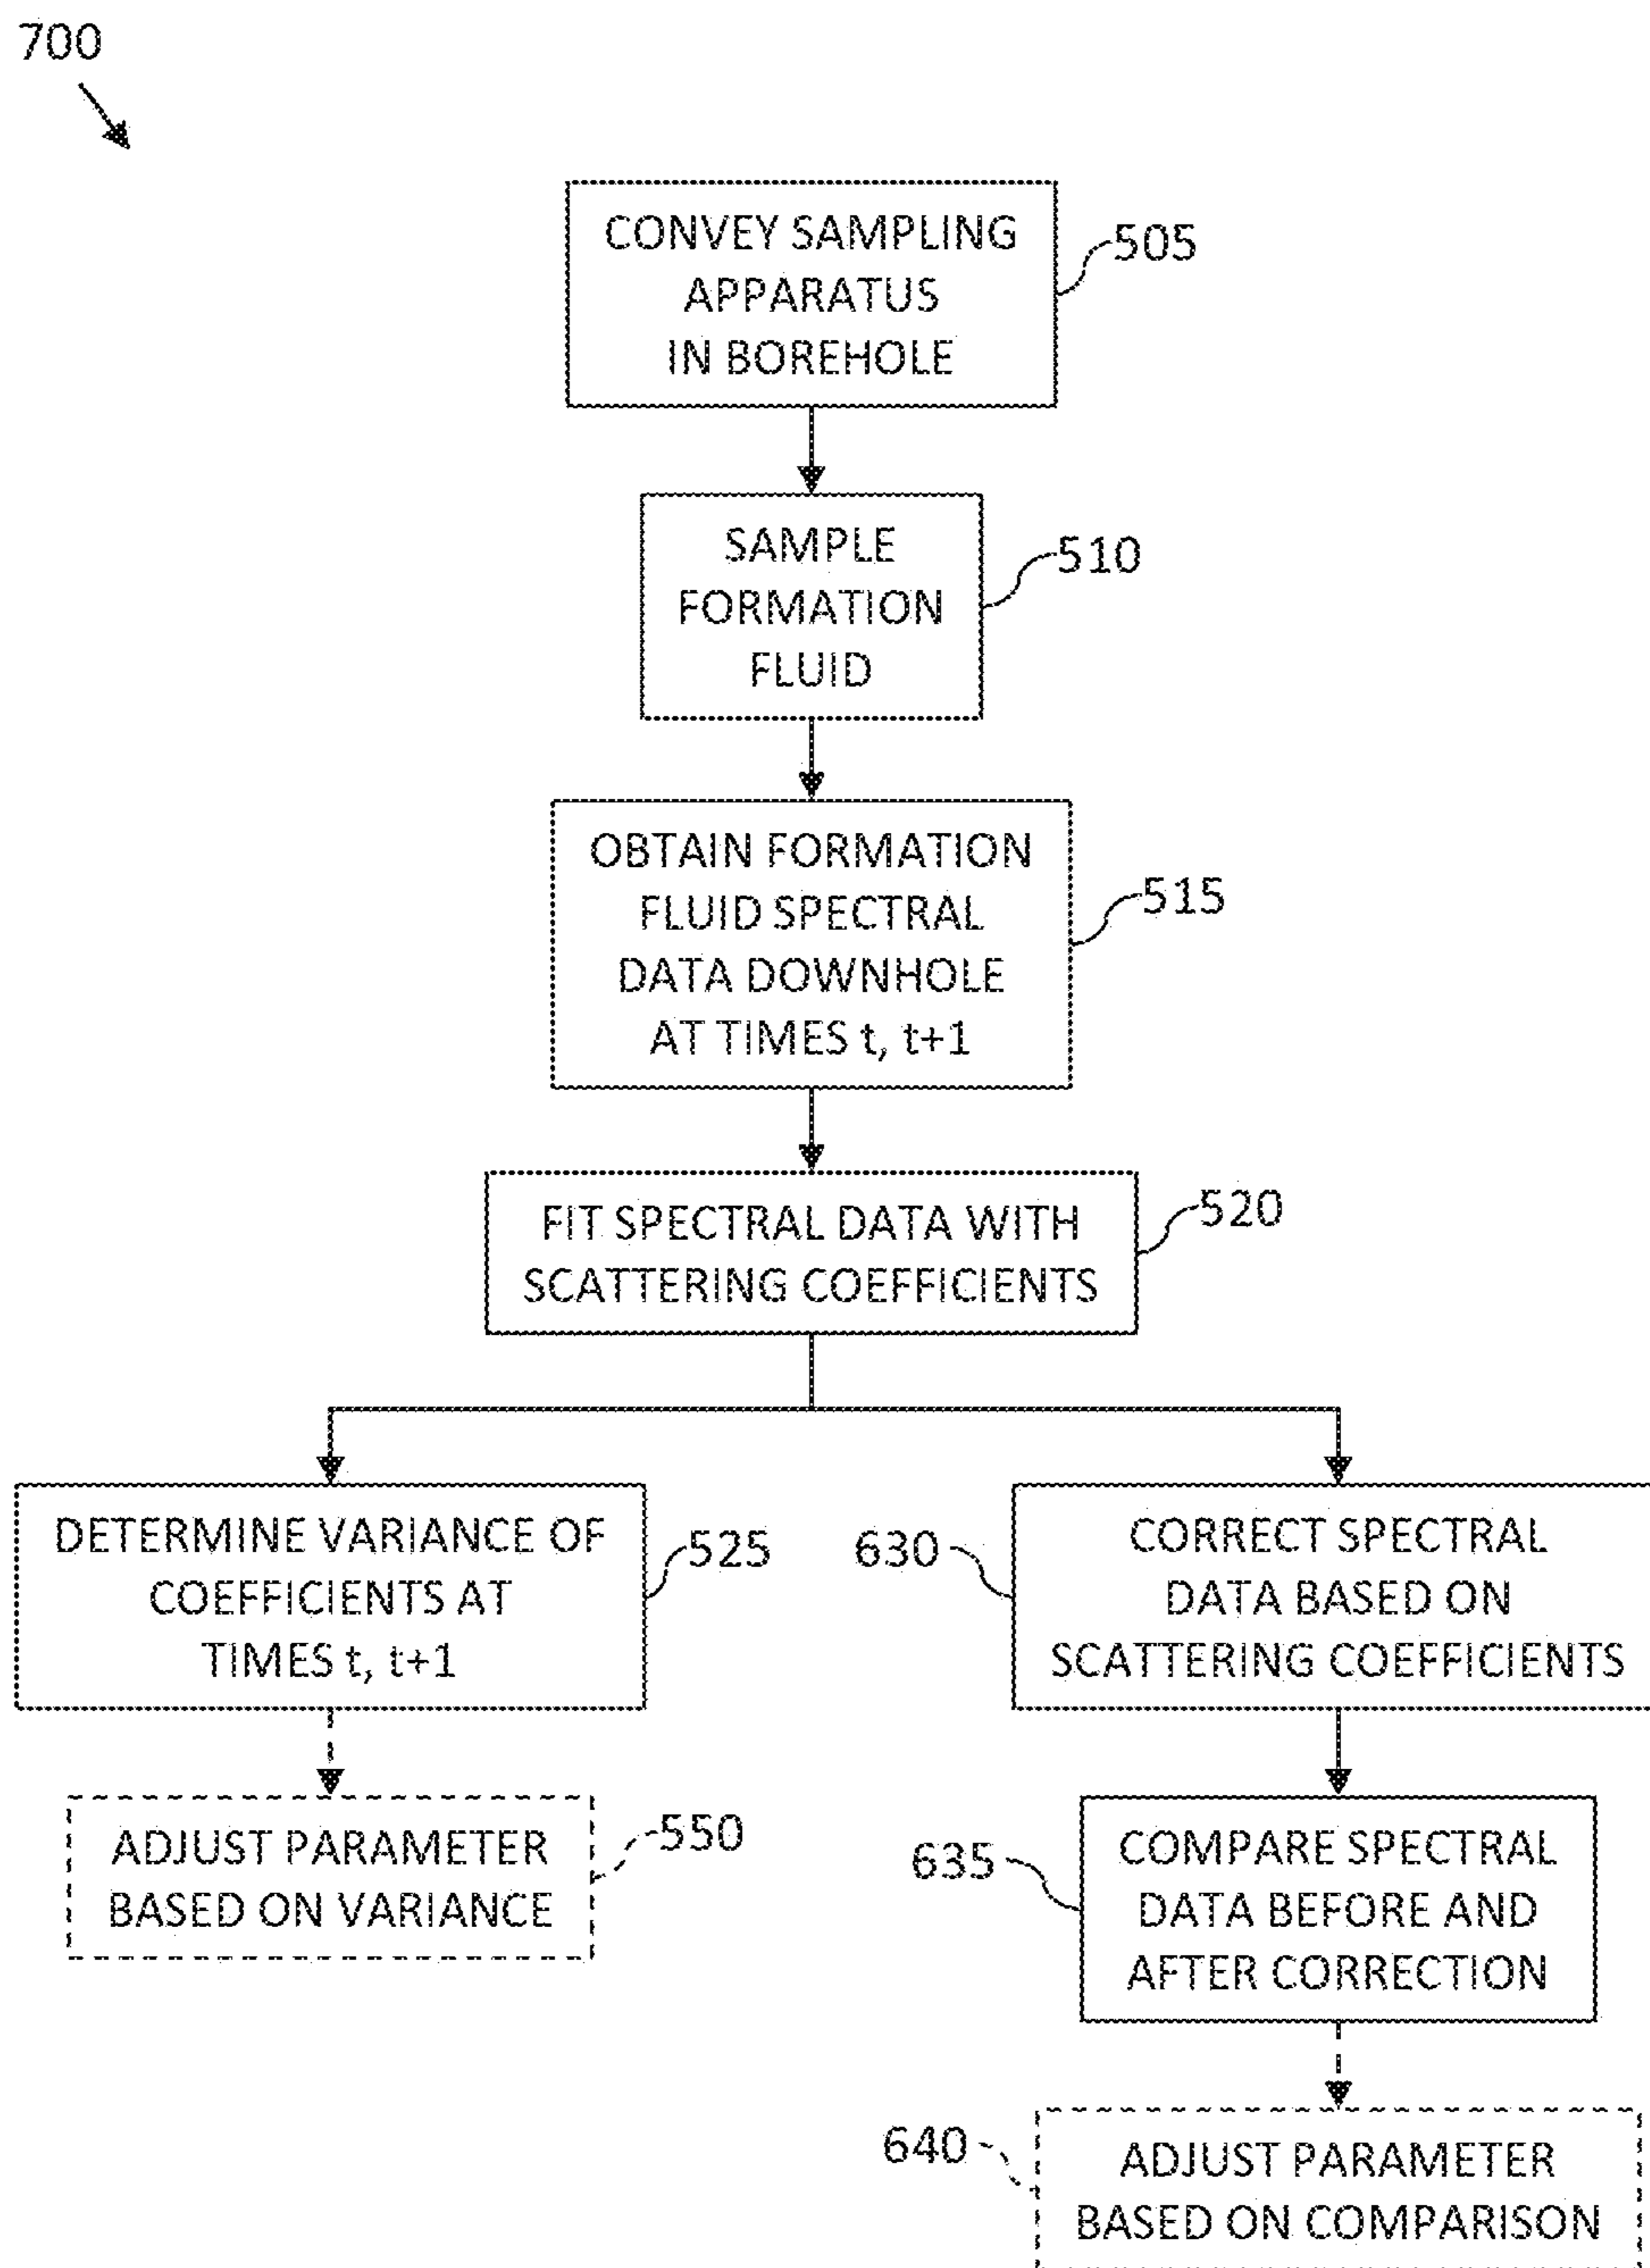 700
CONVEY SAMPLING
APPARATUS
IN BOREHOLE
505
SAMPLE
FORMATION
FLUID
510
OBTAIN FORMATION
FLUID SPECTRAL
DATA DOWNHOLE
AT TIMES t, t+1
515
FIT SPECTRAL DATA WITH
SCATTERING COEFFICIENTS
520
DETERMINE VARIANCE OF
COEFFICIENTS AT
TIMES t, t+1
525
ADJUST PARAMETER
BASED ON VARIANCE
550
630
CORRECT SPECTRAL
DATA BASED ON
SCATTERING COEFFICIENTS
635
COMPARE SPECTRAL
DATA BEFORE AND
AFTER CORRECTION
640
ADJUST PARAMETER
BASED ON COMPARISON